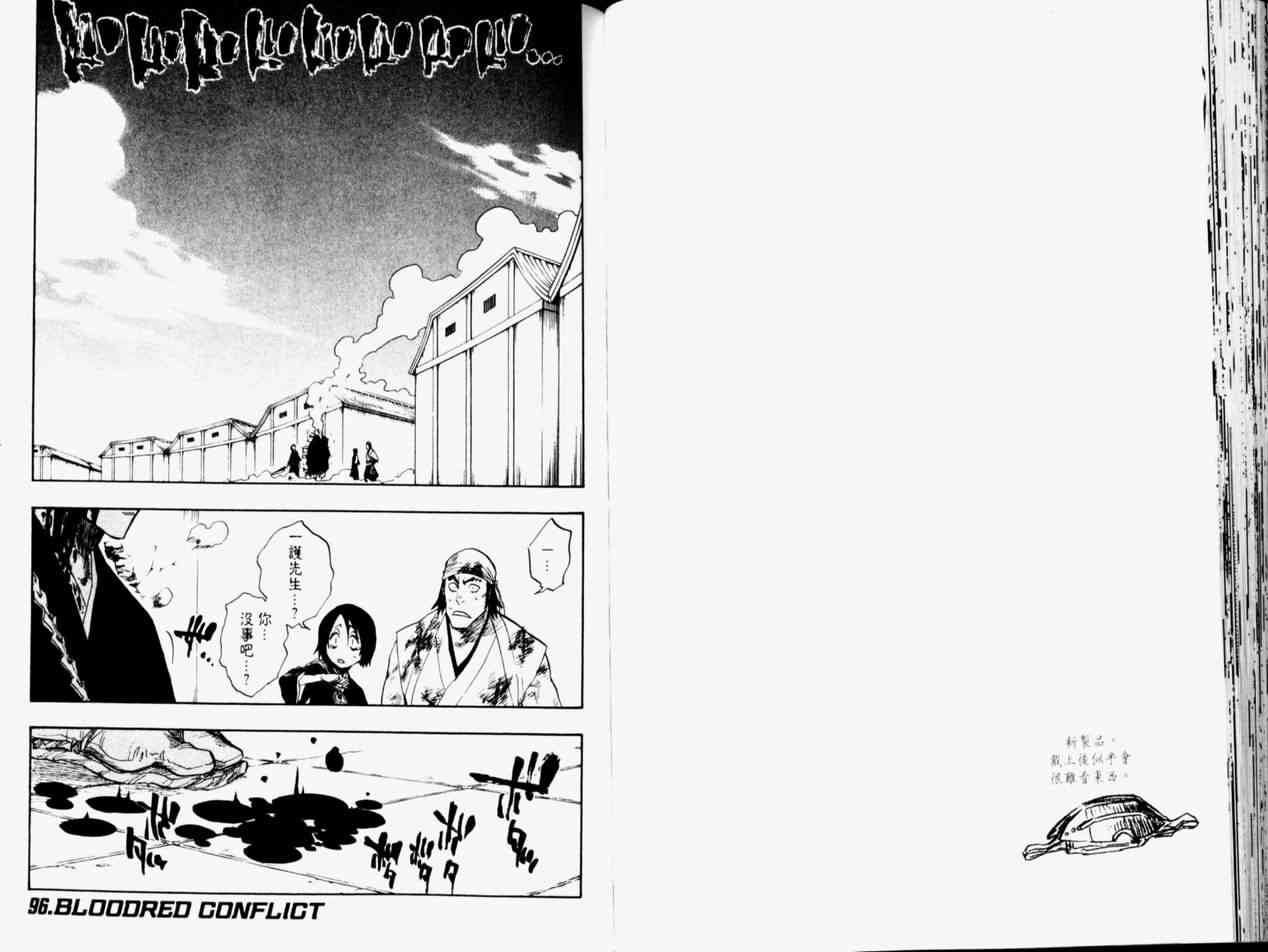 新製品。
戴上後似乎會
很難看東西。
一…
一護先生…?
你…
沒事吧…?
96.BLOODRED CONFLICT